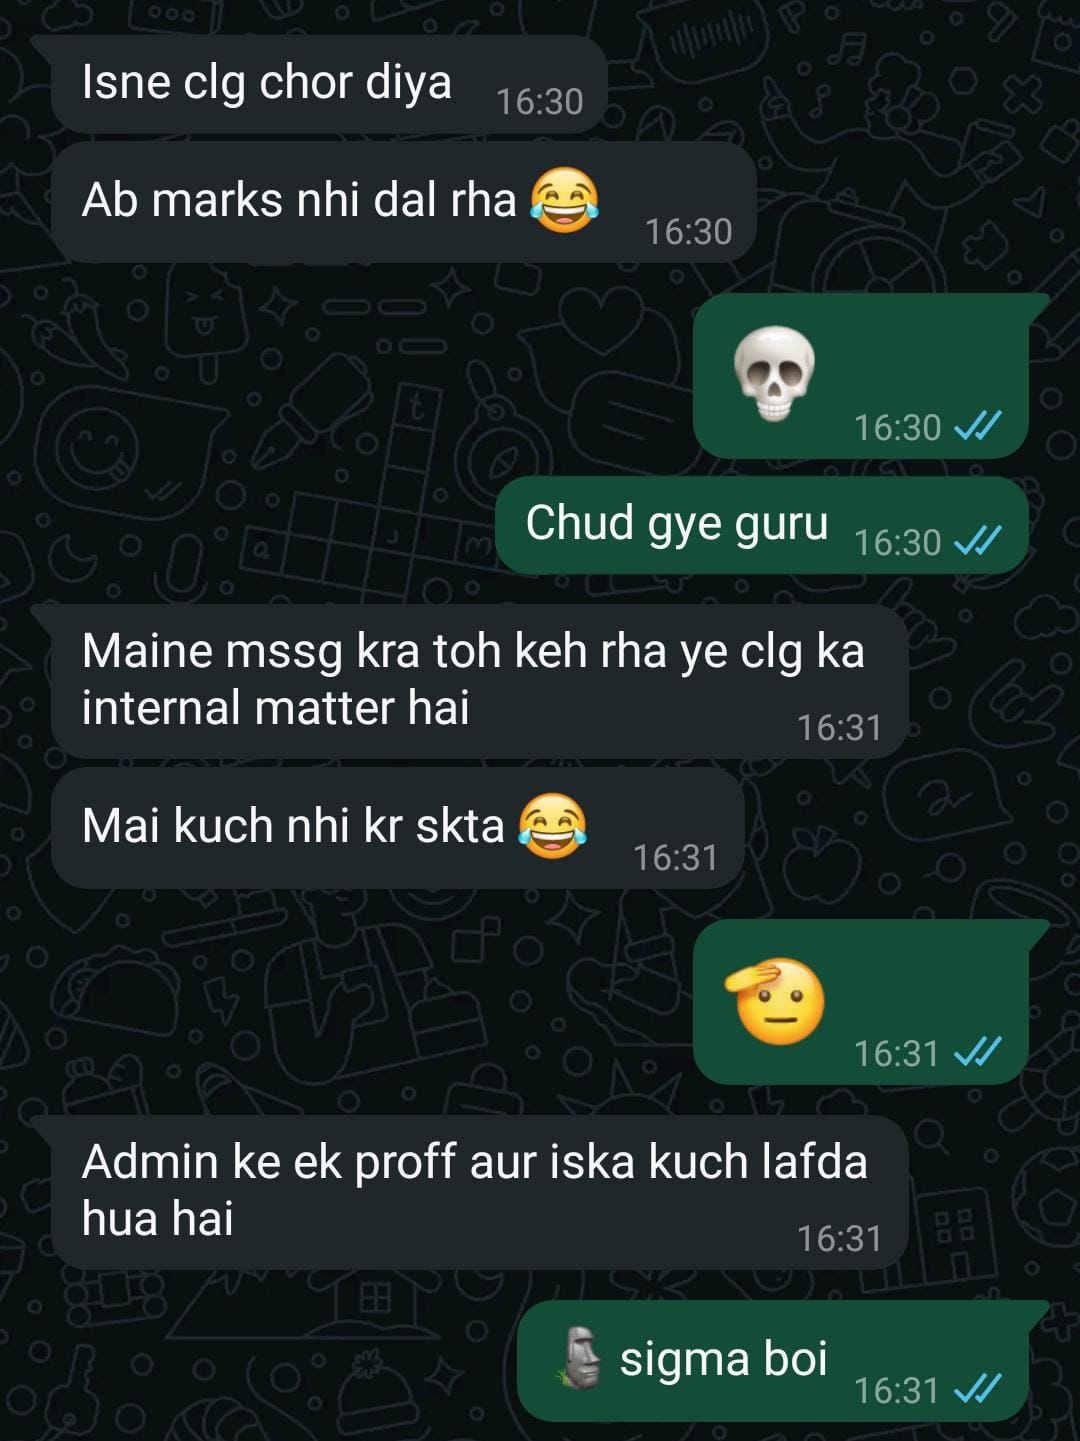 Isne clg chor diya
16:30
Ab marks nhi dal rha 😂
16:30
💀
16:30
Chud gye guru
16:30
Maine mssg kra toh keh rha ye clg ka
internal matter hai
16:31
Mai kuch nhi kr skta 😂
16:31
🫡
16:31
Admin ke ek proff aur iska kuch lafda
hua hai
16:31
🗿 sigma boi
16:31